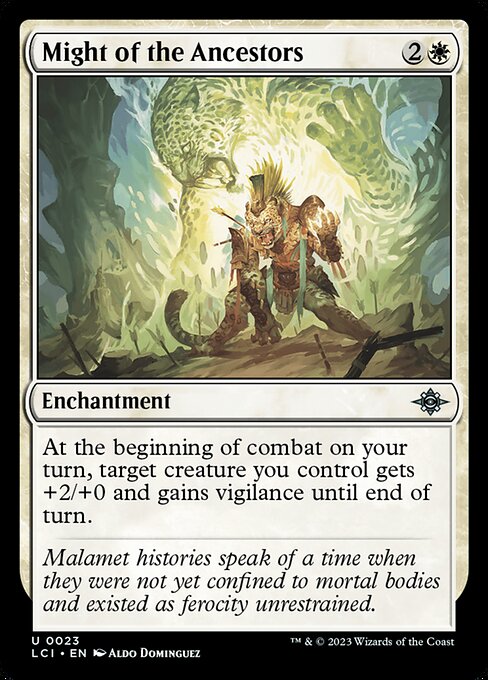 Might of the Ancestors 2
Enchantment
At the beginning of combat on your
turn, target creature you control gets
+2/+0 and gains vigilance until end of
turn.
Malamet histories speak of a time when
they were not yet confined to mortal bodies
and existed as ferocity unrestrained.
U 0023
LCI • EN Aldo Dominguez
™ & © 2023 Wizards of the Coast